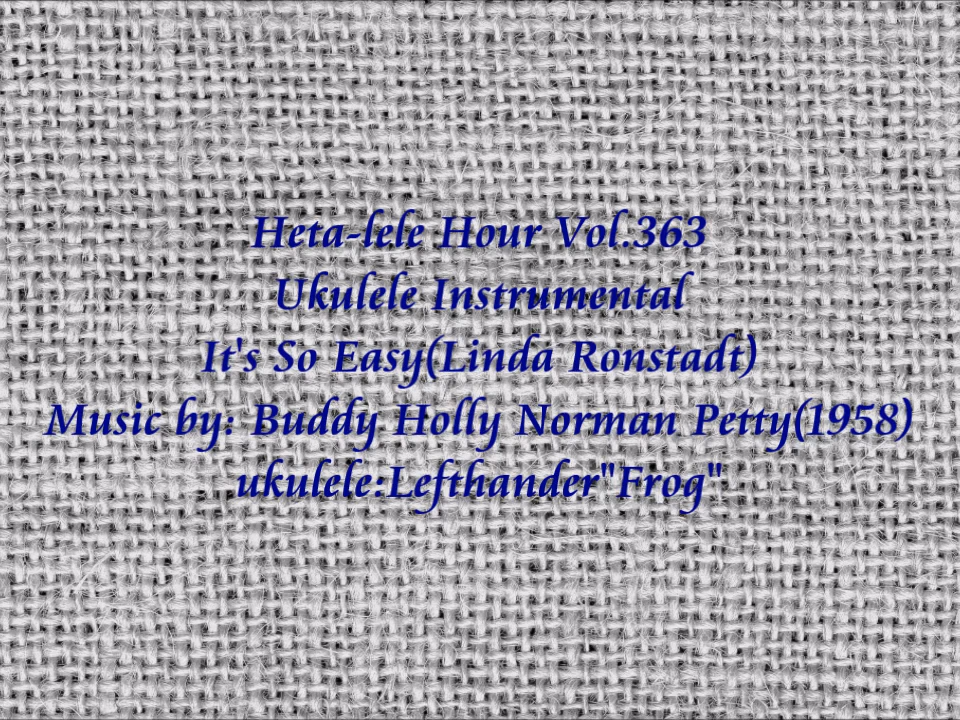 Heta-lele Hour Vol.363
Ukulele Instrumental
It's So Easy(Linda Ronstadt)
Music by: Buddy Holly Norman Petty(1958)
ukulele:Lefthander"Frog"